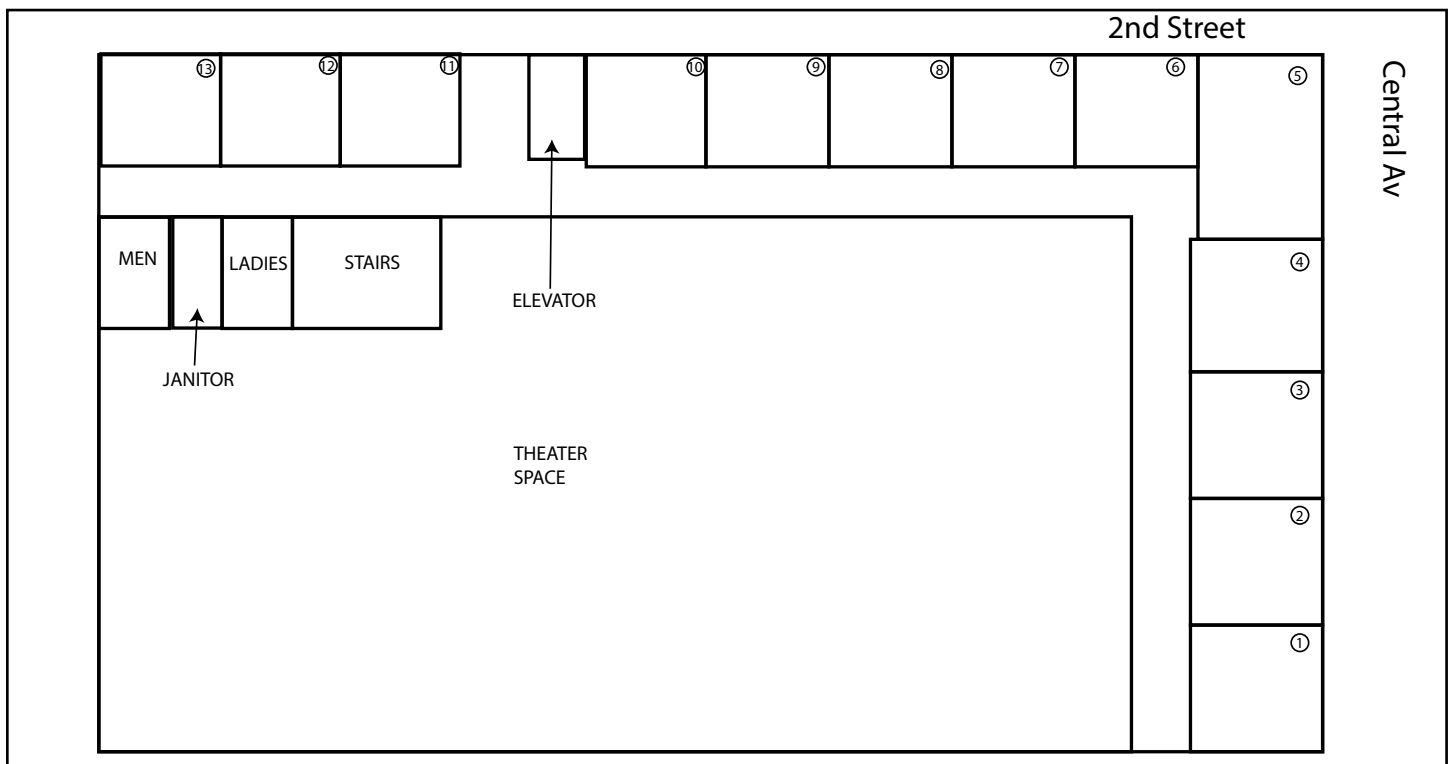 2nd Street
Central Av
13
12
11
10
9
8
7
6
5
4
3
2
1
MEN
LADIES
STAIRS
ELEVATOR
JANITOR
THEATER
SPACE